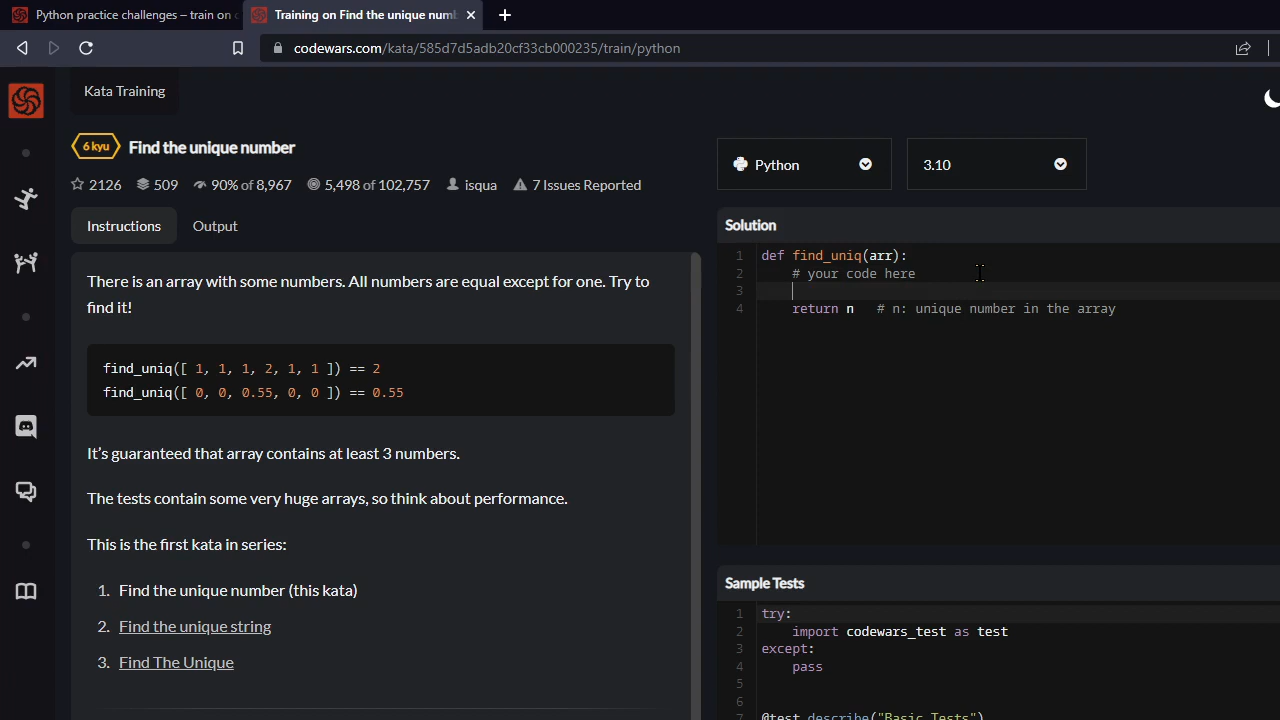 Python practice challenges – train on
Training on Find the unique num
codewars.com/kata/585d7d5adb20cf33cb000235/train/python
Kata Training
6 kyu Find the unique number
2126 509 90% of 8,967 5,498 of 102,757 isqua 7 Issues Reported
Instructions Output
There is an array with some numbers. All numbers are equal except for one. Try to
find it!
find_uniq([ 1, 1, 1, 2, 1, 1 ]) == 2
find_uniq([ 0, 0, 0.55, 0, 0 ]) == 0.55
It's guaranteed that array contains at least 3 numbers.
The tests contain some very huge arrays, so think about performance.
This is the first kata in series:
1. Find the unique number (this kata)
2. Find the unique string
3. Find The Unique
Python 3.10
Solution
1 def find_uniq(arr):
2 # your code here
3
4 return n # n: unique number in the array
Sample Tests
1 try:
2 import codewars_test as test
3 except:
4 pass
5
6
7 @test.describe("Basic Tests")